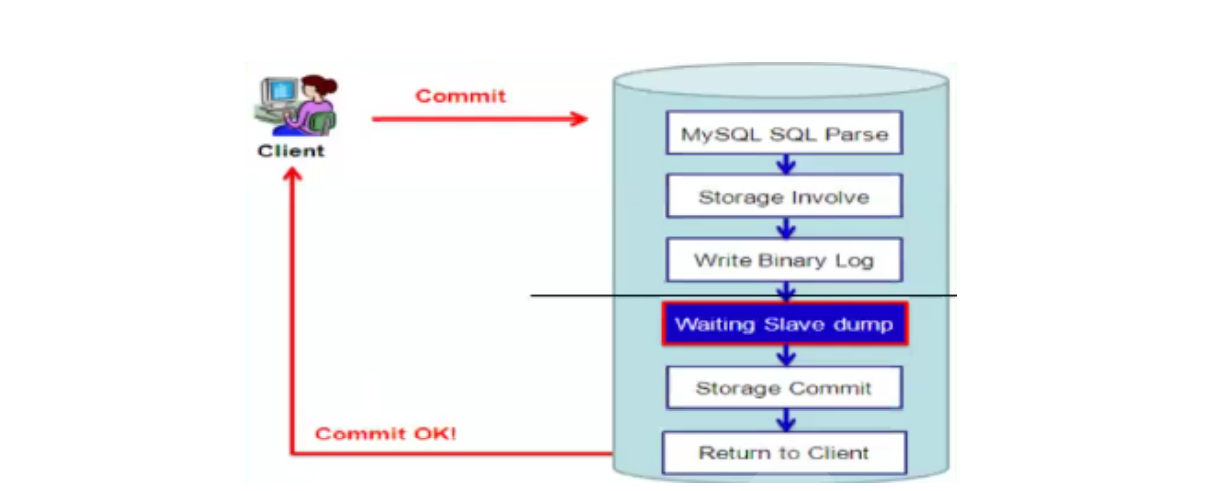 Commit
Client
MySQL SQL Parse
Storage Involve
Write Binary Log
Waiting Slave dump
Storage Commit
Commit OK!
Return to Client